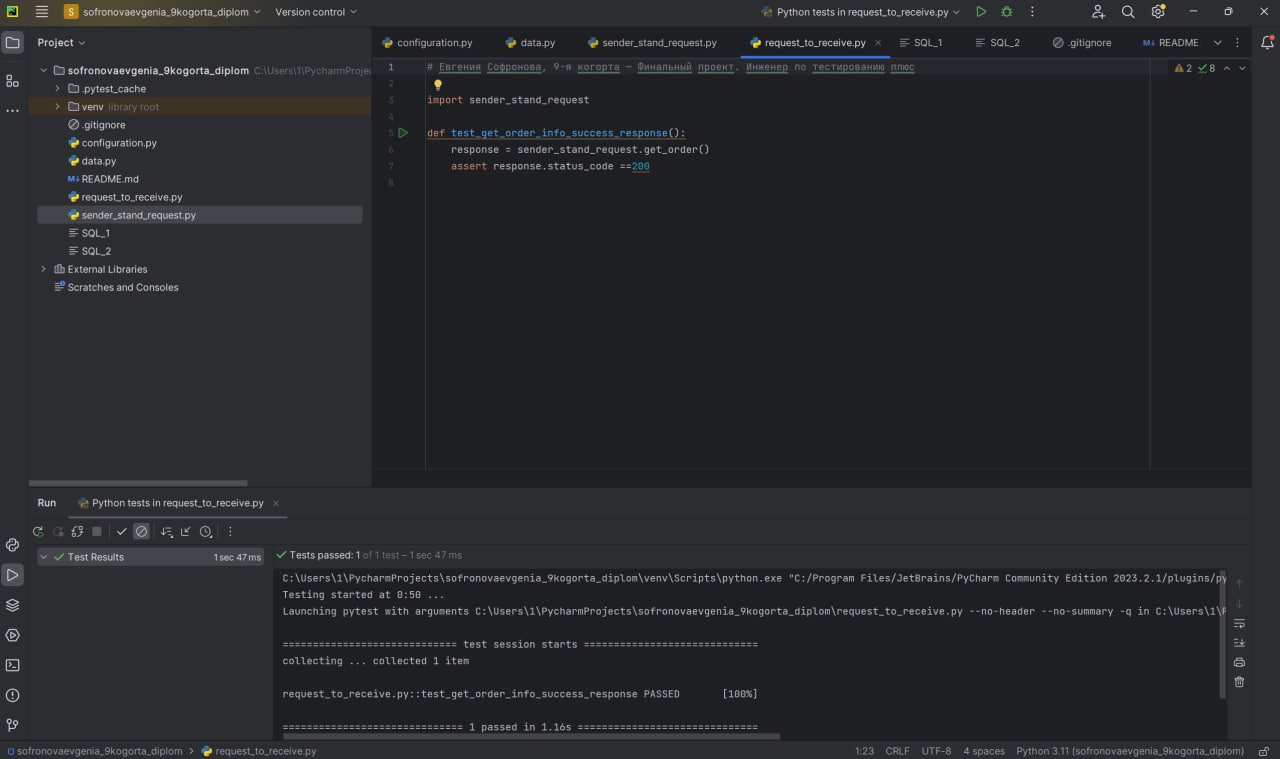 S sofronovaevgenia_9kogorta_diplom Version control Python tests in request_to_receive.py
Project
configuration.py data.py sender_stand_request.py request_to_receive.py SQL_1 SQL_2 .gitignore M↓ README.
sofronovaevgenia_9kogorta_diplom C:\Users\1\PycharmProjec
.pytest_cache
venv library root
.gitignore
configuration.py
data.py
M↓ README.md
request_to_receive.py
sender_stand_request.py
SQL_1
SQL_2
External Libraries
Scratches and Consoles
1 # Евгения Софронова, 9-я когорта — Финальный проект. Инженер по тестированию плюс
2 8
2
3 import sender_stand_request
4
5 def test_get_order_info_success_response():
6 response = sender_stand_request.get_order()
7 assert response.status_code ==200
8
Run Python tests in request_to_receive.py
Test Results 1 sec 47 ms
Tests passed: 1 of 1 test – 1 sec 47 ms
C:\Users\1\PycharmProjects\sofronovaevgenia_9kogorta_diplom\venv\Scripts\python.exe "C:/Program Files/JetBrains/PyCharm Community Edition 2023.2.1/plugins/py
Testing started at 0:50 ...
Launching pytest with arguments C:\Users\1\PycharmProjects\sofronovaevgenia_9kogorta_diplom\request_to_receive.py --no-header --no-summary -q in C:\Users\1\P
============================= test session starts =============================
collecting ... collected 1 item
request_to_receive.py::test_get_order_info_success_response PASSED [100%]
============================== 1 passed in 1.16s ==============================
sofronovaevgenia_9kogorta_diplom > request_to_receive.py 1:23 CRLF UTF-8 4 spaces Python 3.11 (sofronovaevgenia_9kogorta_diplom)